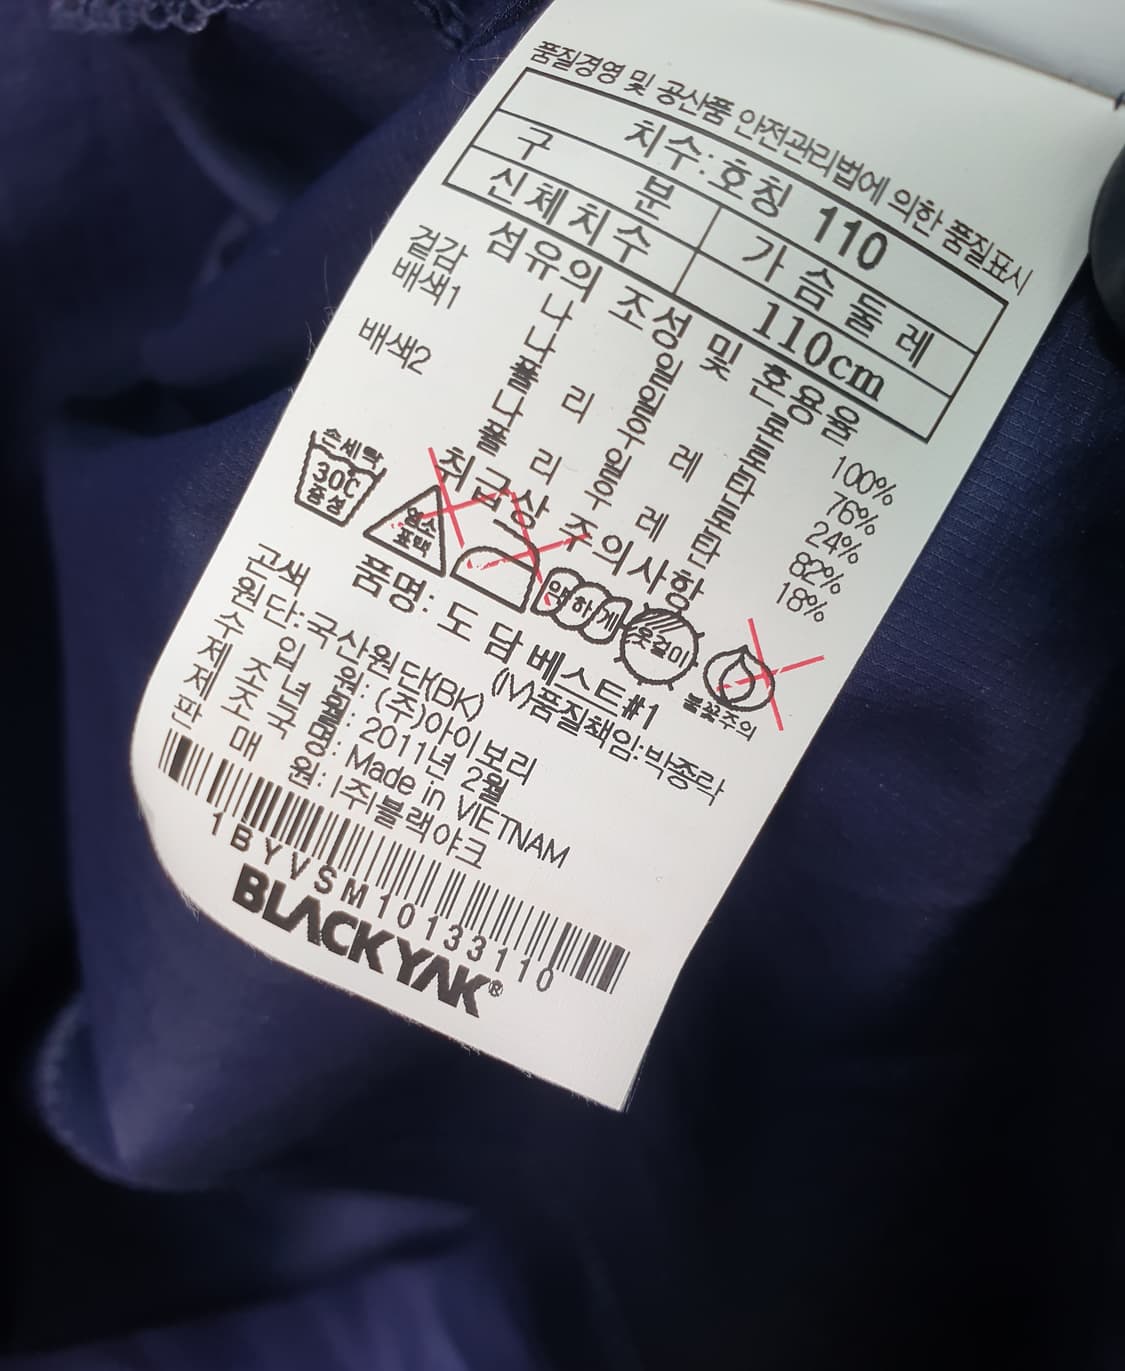 품질경영 및 공산품 안전관리법에 의한 품질표시
치수:호칭 110
구 분 가슴둘레
신체치수 110cm
섬유의 조성 및 혼용율
겉감 나일론 100%
배색1 나일론 76%
폴리우레탄 24%
배색2 나일론 82%
폴리우레탄 18%
취급상 주의사항
손세탁
30℃
중성
염소
표백
약하게
옷걸이
불꽃주의
품명: 도담베스트#1
곤색 (IV)품질책임:박종락
원단:국산원단(BK)
수입원: (주)아이보리
제조년월: 2011년 2월
제조국명: Made in VIETNAM
판매원: (주)블랙야크
1BYVSM10133110
BLACKYAK®